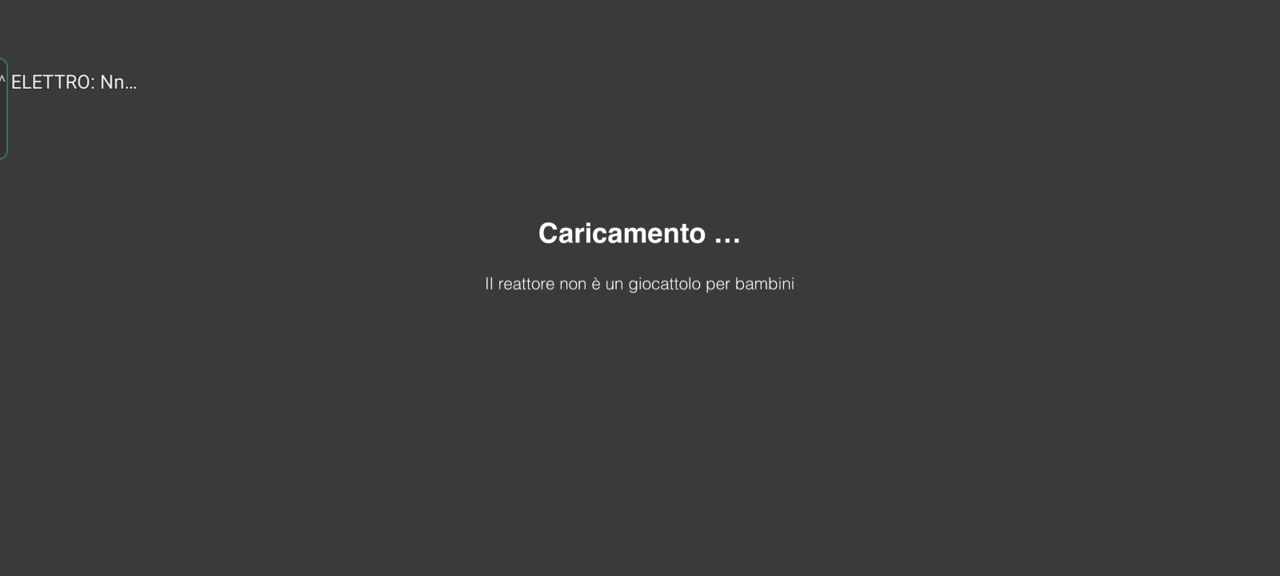 ^ ELETTRO: Nn...
Caricamento ...
Il reattore non è un giocattolo per bambini